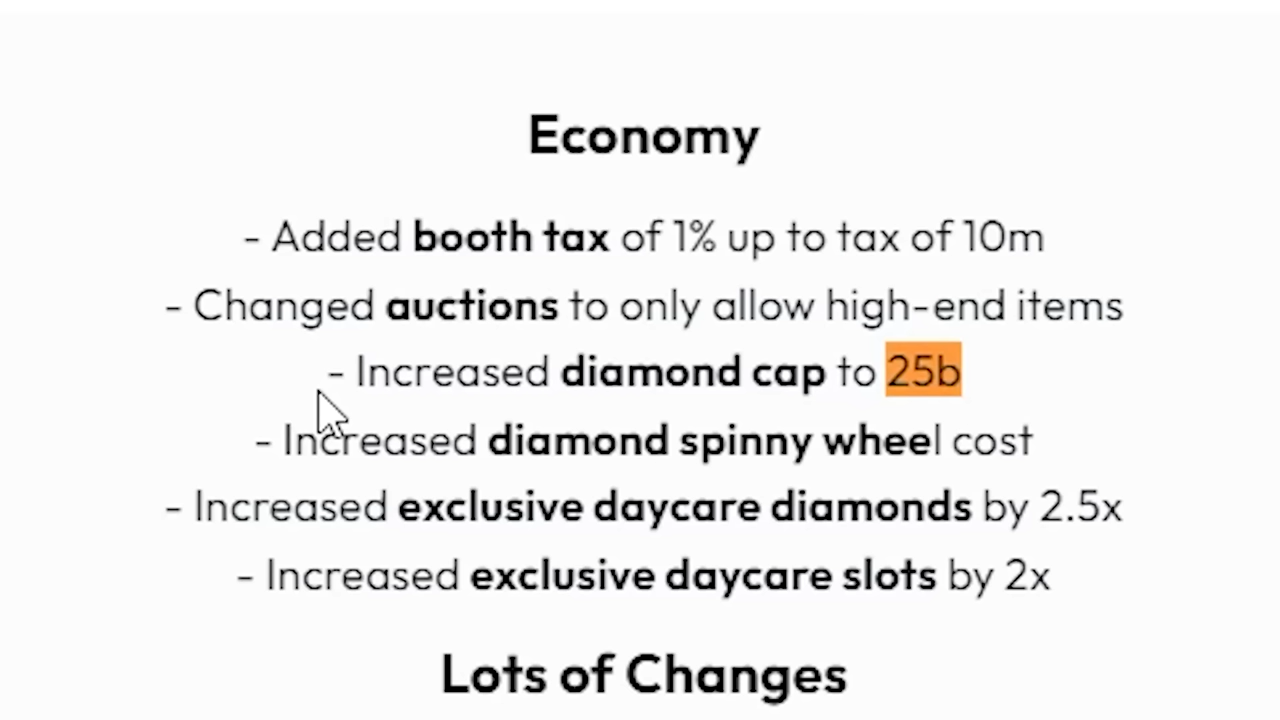 Economy
- Added booth tax of 1% up to tax of 10m
- Changed auctions to only allow high-end items
- Increased diamond cap to 25b
- Increased diamond spinny wheel cost
- Increased exclusive daycare diamonds by 2.5x
- Increased exclusive daycare slots by 2x
Lots of Changes